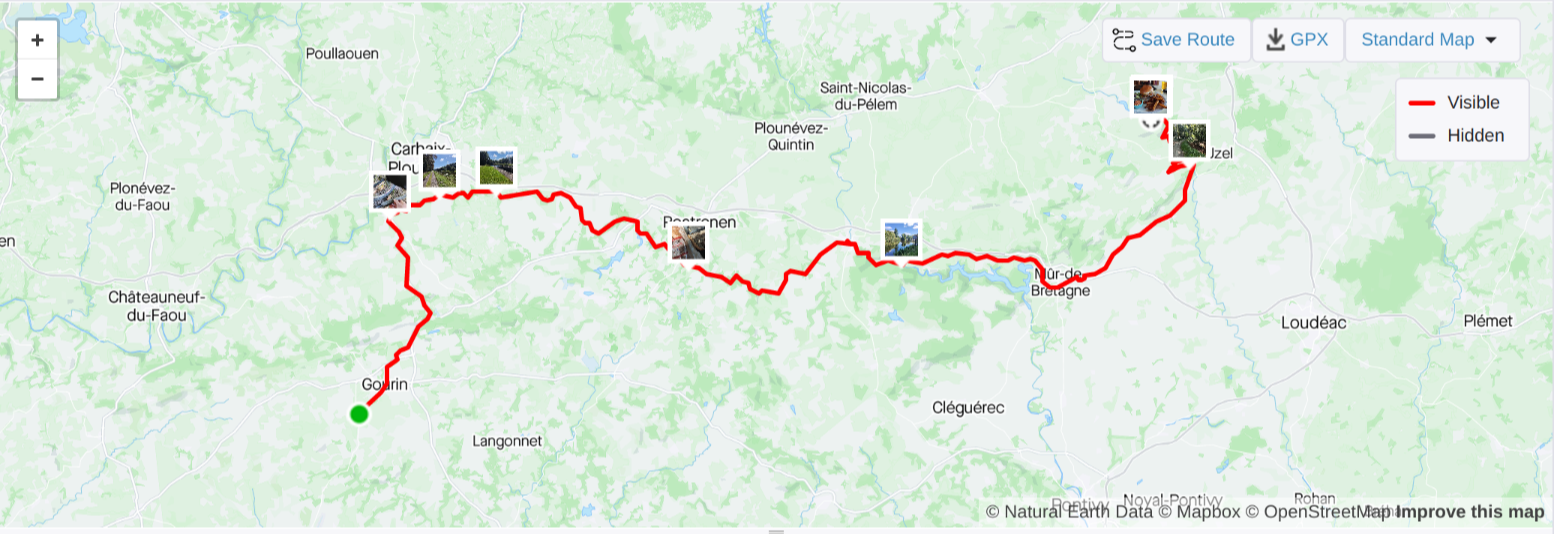 +
−
Poullaouen
Save Route
GPX
Standard Map
Saint-Nicolas-
du-Pélem
Visible
Hidden
Plounévez-
Quintin
Carhaix-
Plou
Uzel
Plonévez-
du-Faou
Rostrenen
en
Mûr-de-
Bretagne
Châteauneuf-
du-Faou
Loudéac
Plémet
Gourin
Cléguérec
Langonnet
Pontivy
Noyal-Pontivy
Rohan
© Natural Earth Data © Mapbox © OpenStreetMap Improve this map